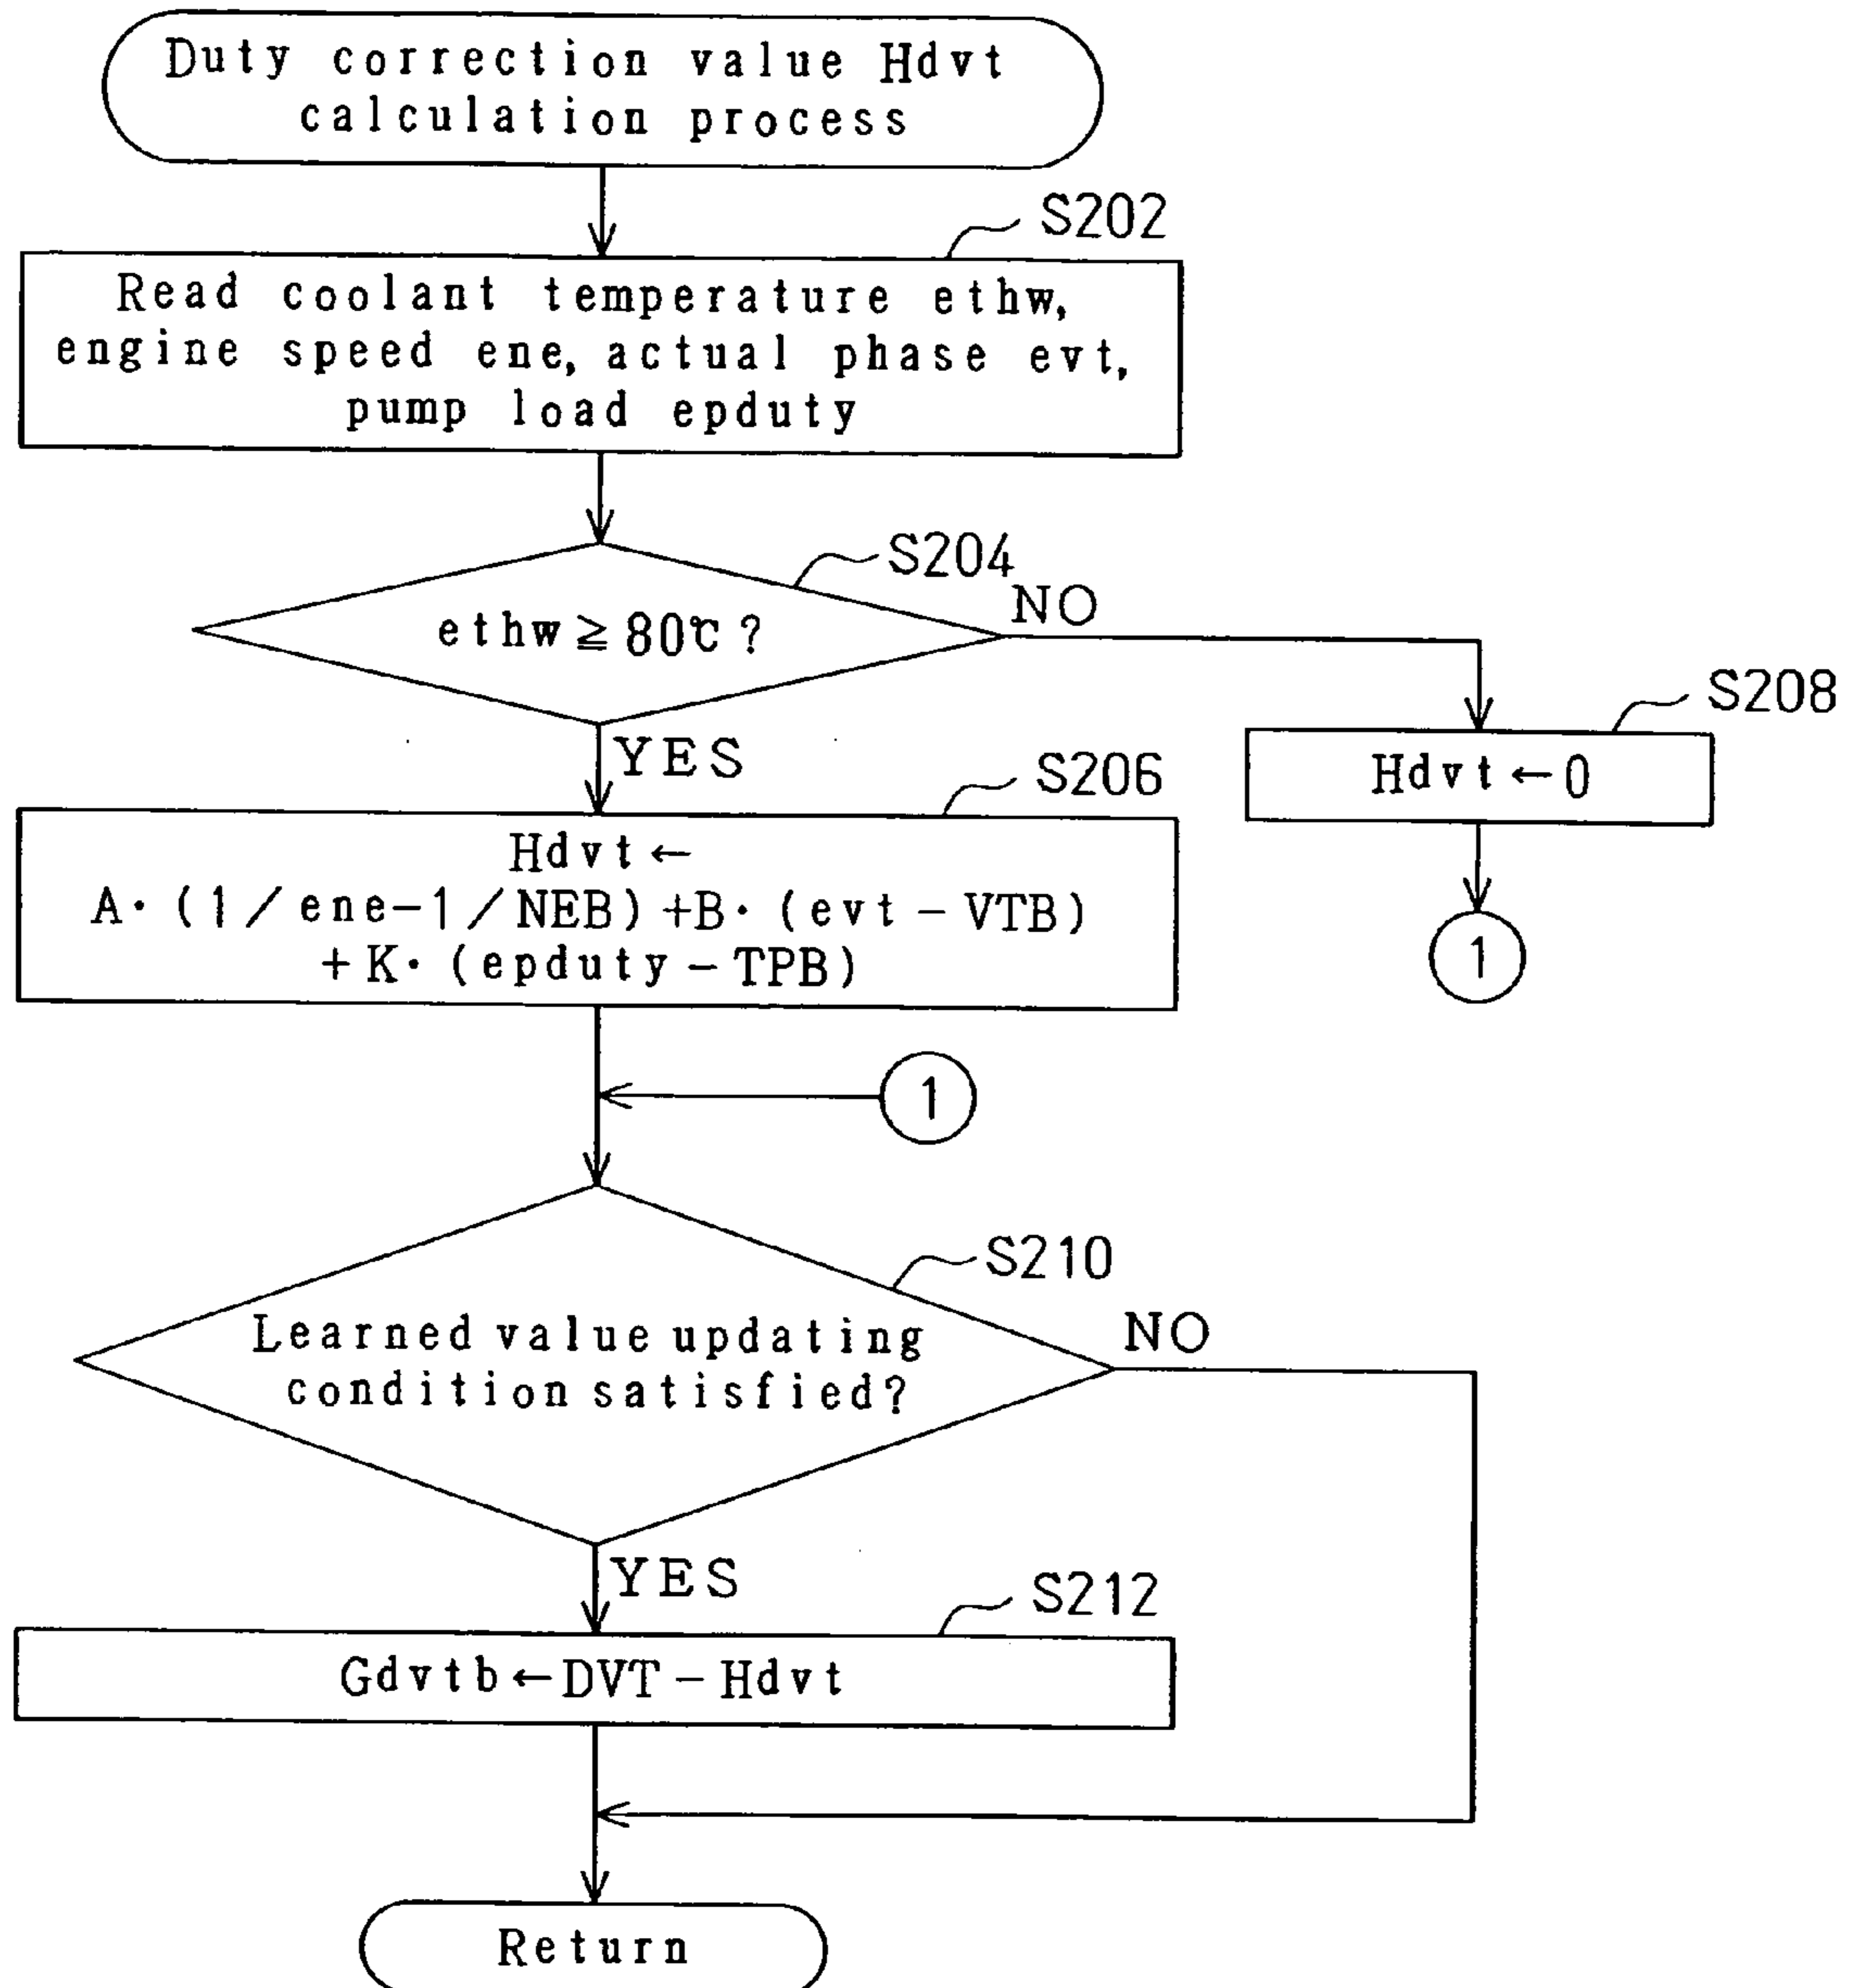 Duty correction value Hdvt
calculation process
S202
Read coolant temperature ethw,
engine speed ene, actual phase evt,
pump load epduty
S204
ethw≧80℃?
NO
YES
S208
Hdvt←0
1
S206
Hdvt←
A·(1/ene-1/NEB)+B·(evt-VTB)
+K·(epduty-TPB)
1
S210
Learned value updating
condition satisfied?
NO
YES
S212
Gdvtb←DVT-Hdvt
Return